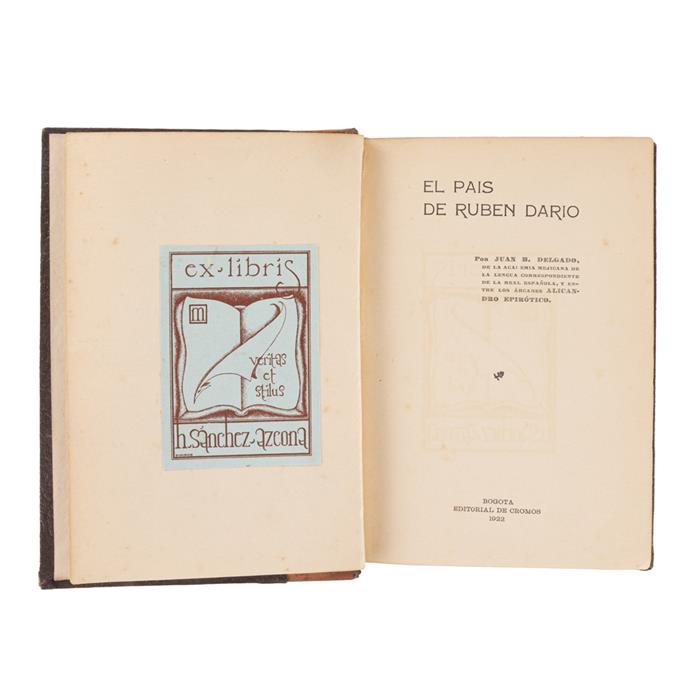 ex-libris
m
veritas
et
stilus
h. sánchez-azcona
EL PAIS
DE RUBEN DARIO
Por JUAN B. DELGADO,
DE LA ACADEMIA MEJICANA DE
LA LENGUA CORRESPONDIENTE
DE LA REAL ESPAÑOLA, Y EN-
TRE LOS ÁRCADES ALICAN-
DRO EPIRÓTICO.
BOGOTA
EDITORIAL DE CROMOS
1922